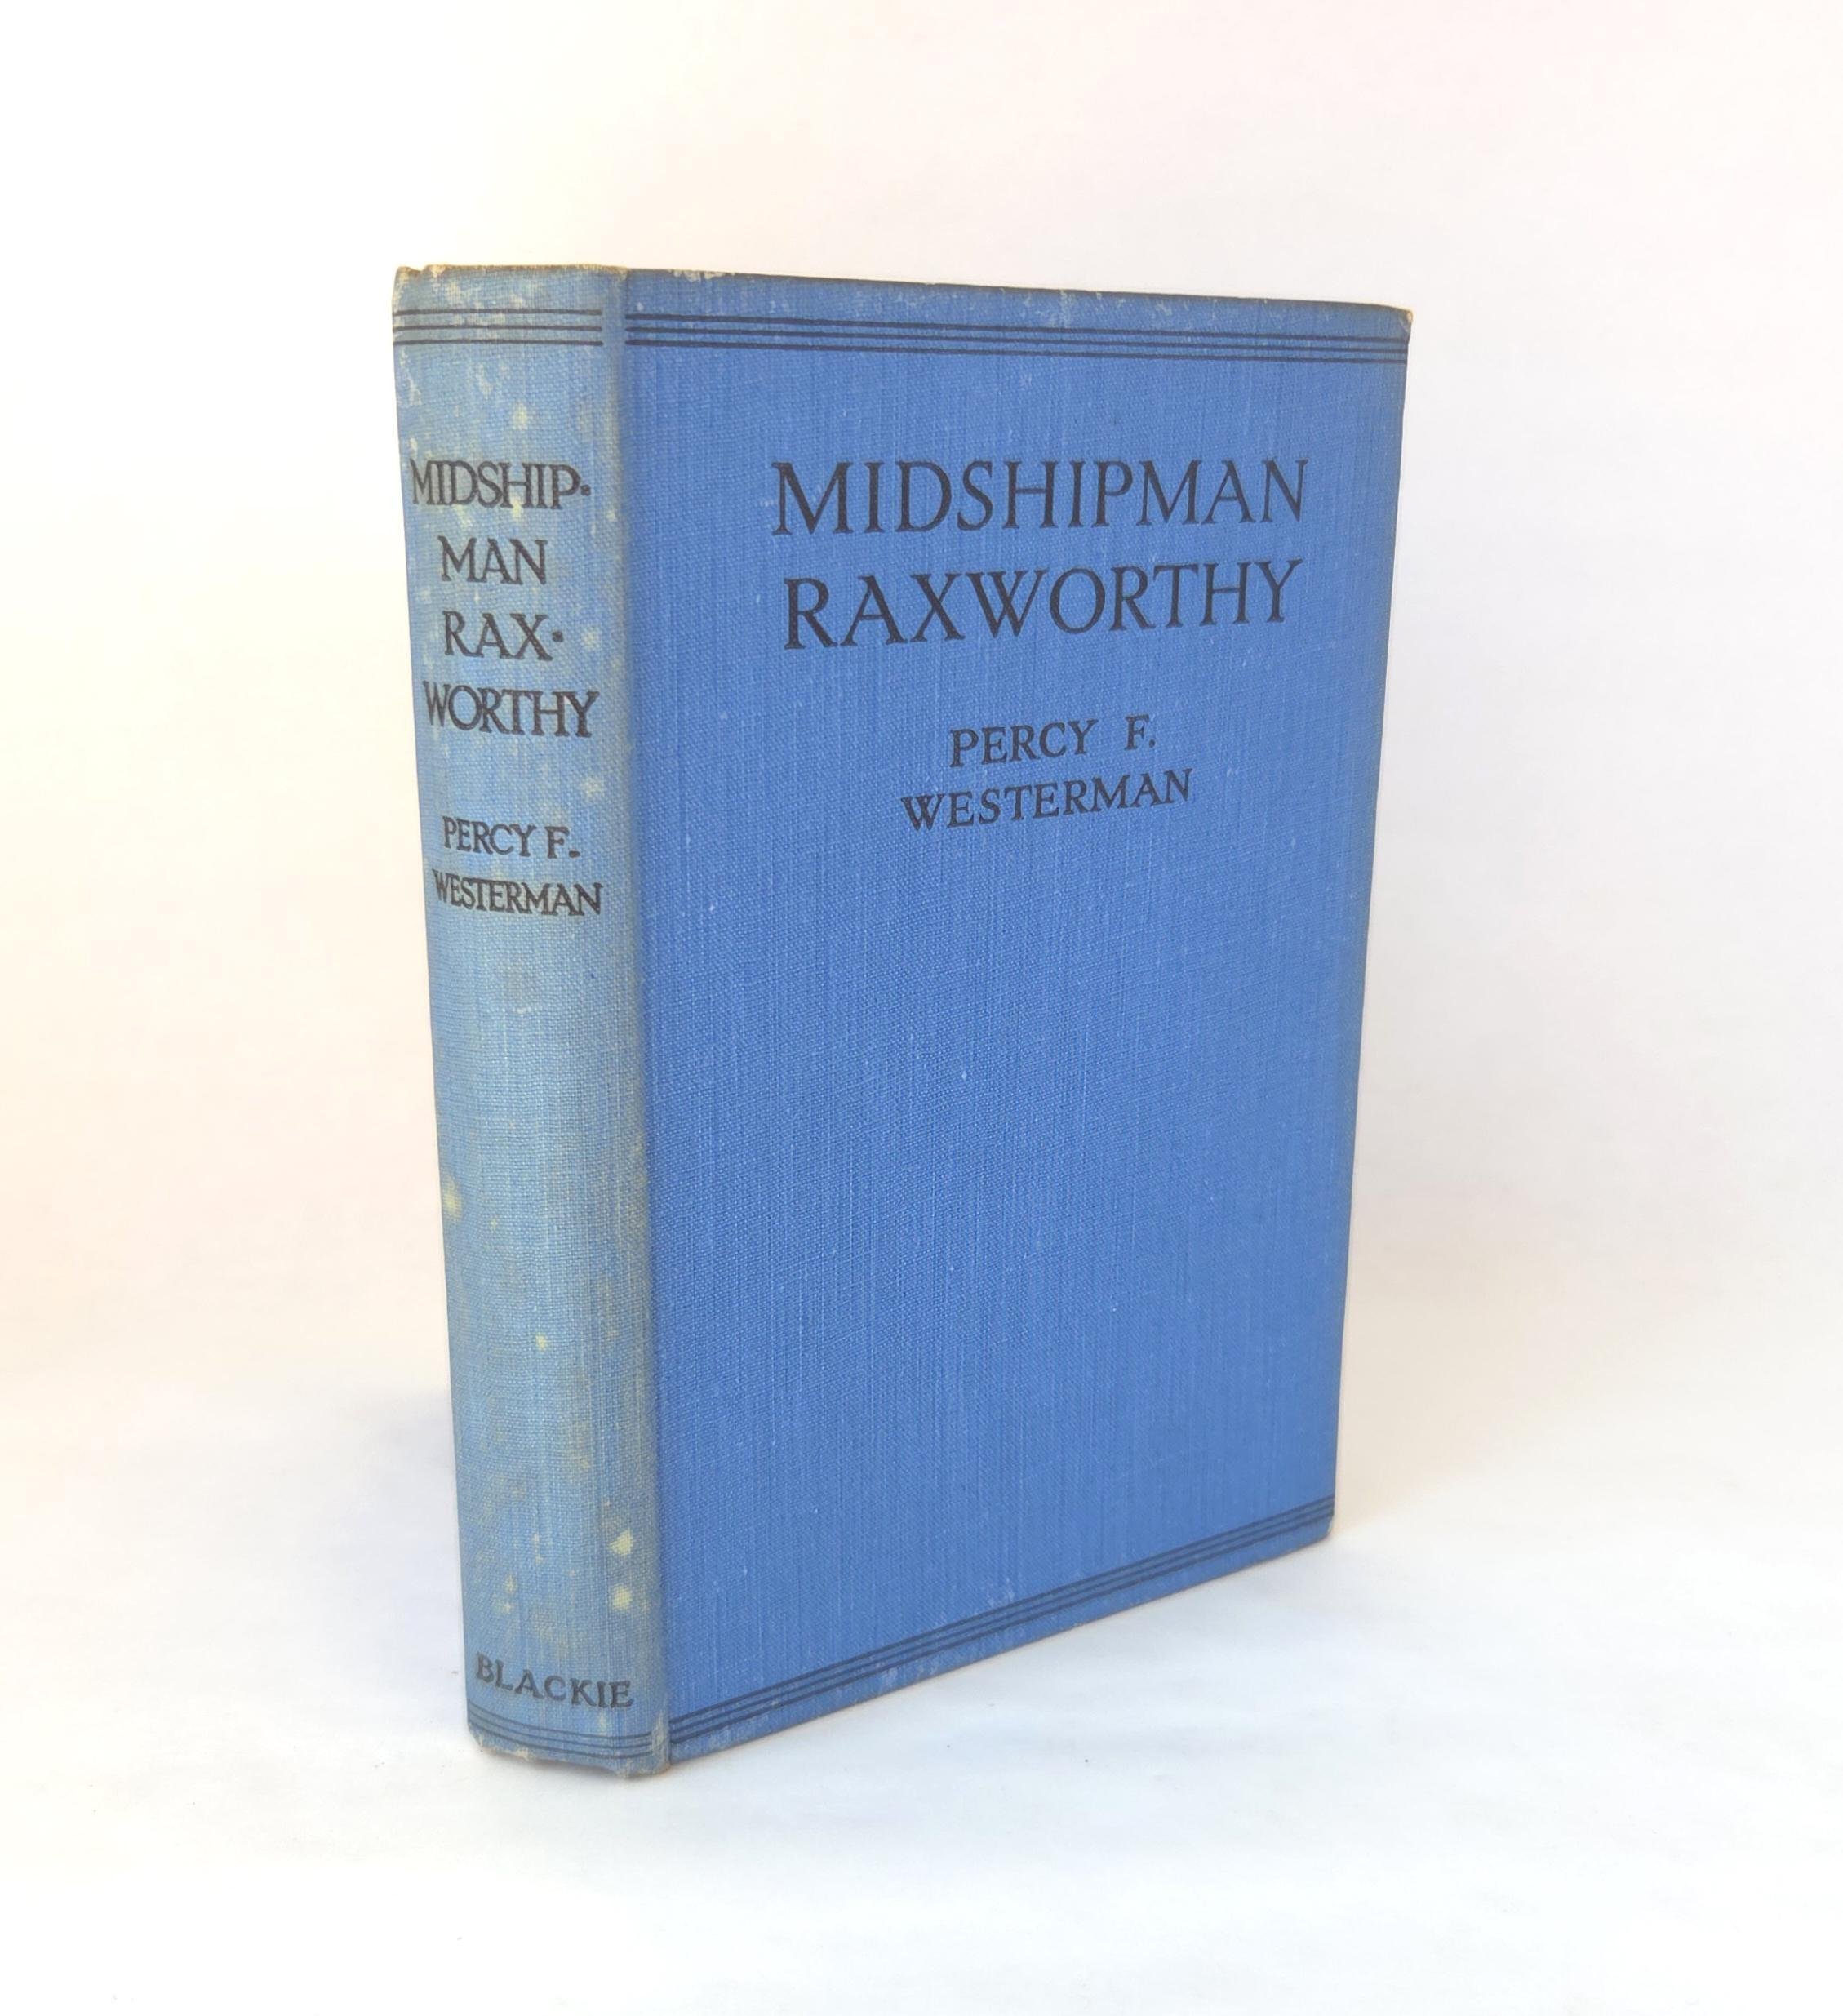 MIDSHIP-
MAN
RAX-
WORTHY
PERCY F.
WESTERMAN
BLACKIE
MIDSHIPMAN
RAXWORTHY
PERCY F.
WESTERMAN